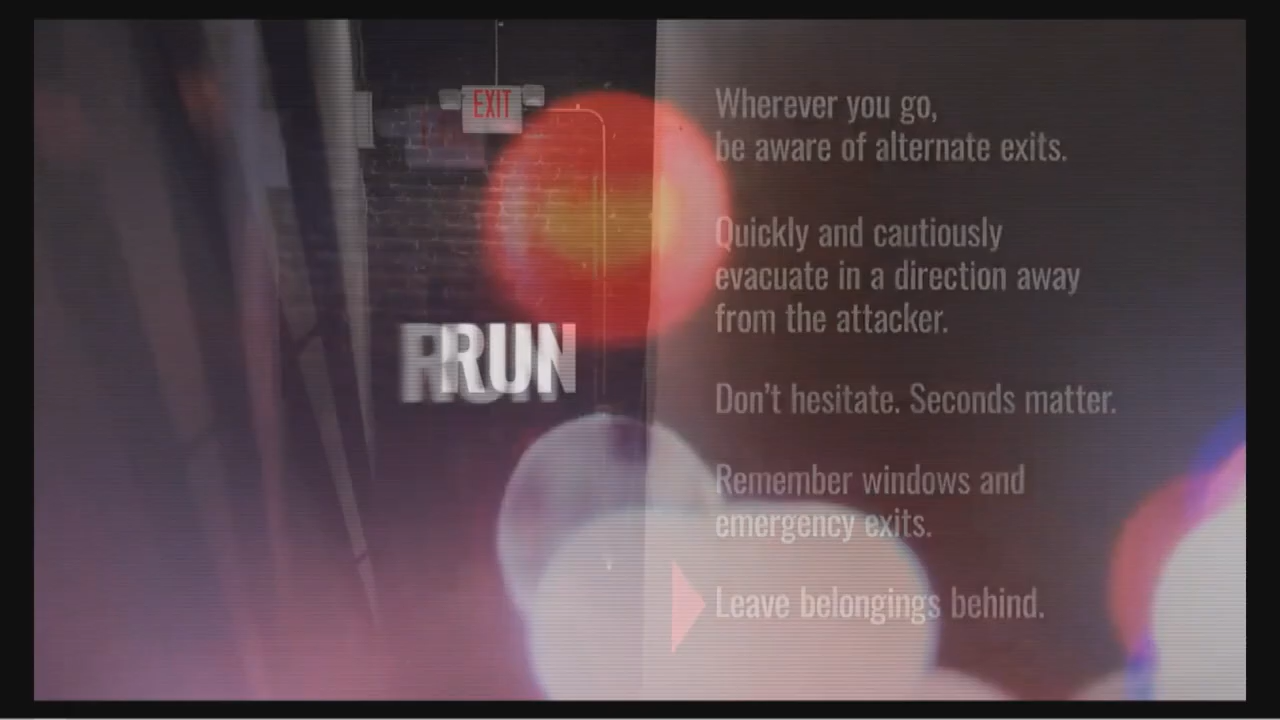 EXIT
RUN
Wherever you go,
be aware of alternate exits.
Quickly and cautiously
evacuate in a direction away
from the attacker.
Don’t hesitate. Seconds matter.
Remember windows and
emergency exits.
Leave belongings behind.